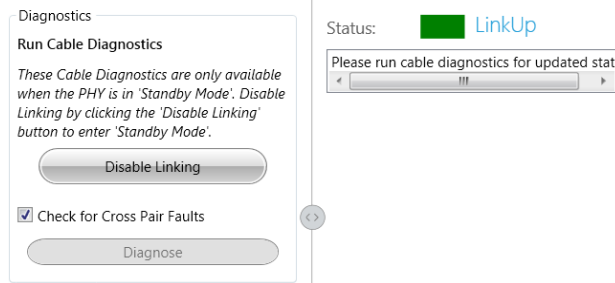 Diagnostics
Run Cable Diagnostics
These Cable Diagnostics are only available
when the PHY is in 'Standby Mode'. Disable
Linking by clicking the 'Disable Linking'
button to enter 'Standby Mode'.
Disable Linking
Check for Cross Pair Faults
Diagnose
Status:
LinkUp
Please run cable diagnostics for updated stat